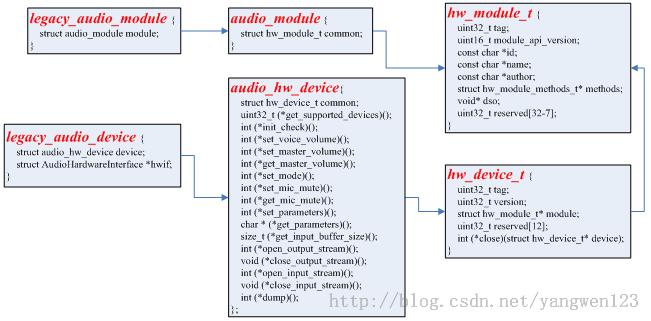 legacy_audio_module {
struct audio_module module;
}
audio_module {
struct hw_module_t common;
}
hw_module_t {
uint32_t tag;
uint16_t module_api_version;
const char *id;
const char *name;
const char *author;
struct hw_module_methods_t* methods;
void* dso;
uint32_t reserved[32-7];
}
legacy_audio_device {
struct audio_hw_device device;
struct AudioHardwareInterface *hwif;
}
audio_hw_device{
struct hw_device_t common;
uint32_t (*get_supported_devices)();
int (*init_check)();
int (*set_voice_volume)();
int (*set_master_volume)();
int (*get_master_volume)();
int (*set_mode)();
int (*set_mic_mute)();
int (*get_mic_mute)();
int (*set_parameters)();
char * (*get_parameters)();
size_t (*get_input_buffer_size)();
int (*open_output_stream)();
void (*close_output_stream)();
int (*open_input_stream)();
void (*close_input_stream)();
int (*dump)();
};
hw_device_t {
uint32_t tag;
uint32_t version;
struct hw_module_t* module;
uint32_t reserved[12];
int (*close)(struct hw_device_t* device);
}
http://blog.csdn.net/yangwen123